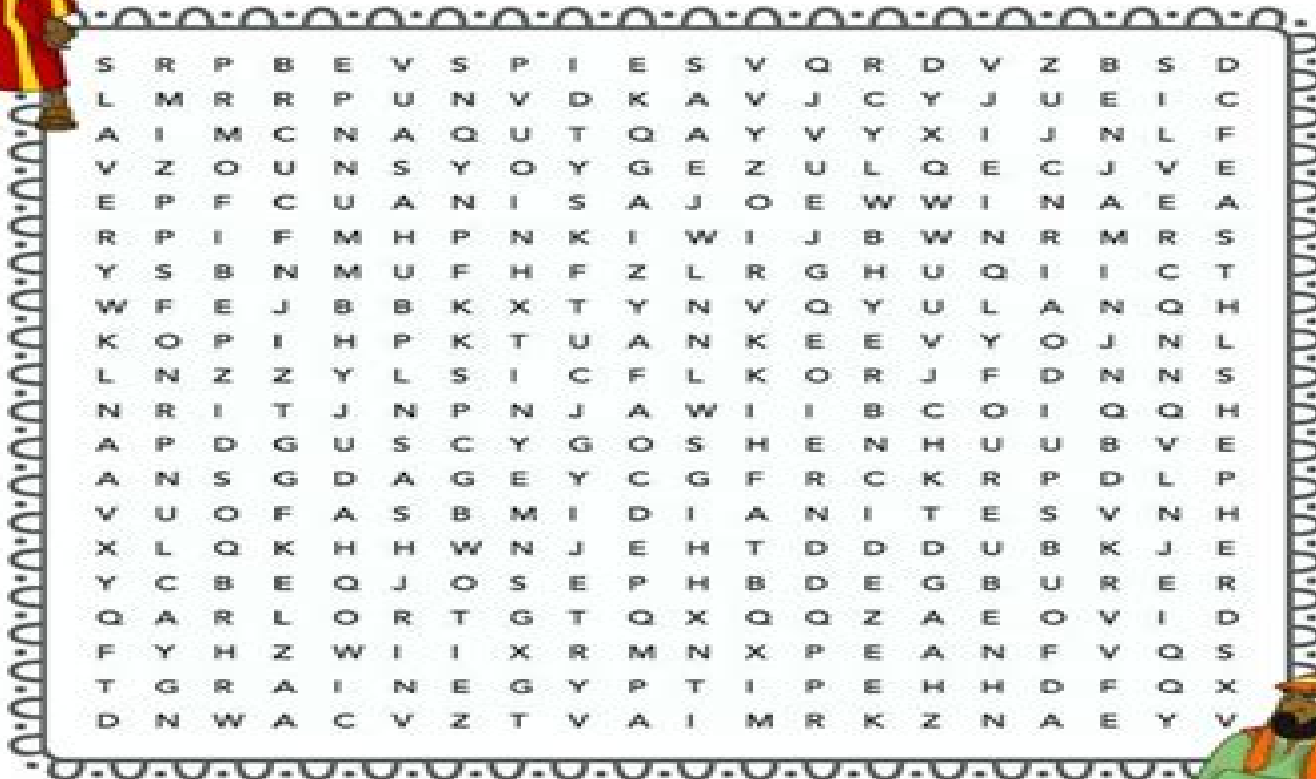 S R P B E V S P I E S V Q R D V Z B S D
L M R R P U N V D K A V J C Y J U E I C
A I M C N A Q U T Q A Y V Y X I J N L F
V Z O U N S Y O Y G E Z U L Q E C J V E
E P F C U A N I S A J O E W W I N A E A
R P I F M H P N K I W I J B W N R M R S
Y S B N M U F H F Z L R G H U Q I I C T
W F E J B B K X T Y N V Q Y U L A N Q H
K O P I H P K T U A N K E E V Y O J N L
L N Z Z Y L S I C F L K O R J F D N N S
N R I T J N P N J A W I I B C O I Q Q H
A P D G U S C Y G O S H E N H U U B V E
A N S G D A G E Y C G F R C K R P D L P
V U O F A S B M I D I A N I T E S V N H
X L Q K H H W N J E H T D D D U B K J E
Y C B E Q J O S E P H B D E G B U R E R
Q A R L O R T G T Q X Q Q Z A E O V I D
F Y H Z W I I X R M N X P E A N F V Q S
T G R A I N E G Y P T I P E H H D F Q X
D N W A C V Z T V A I M R K Z N A E Y V